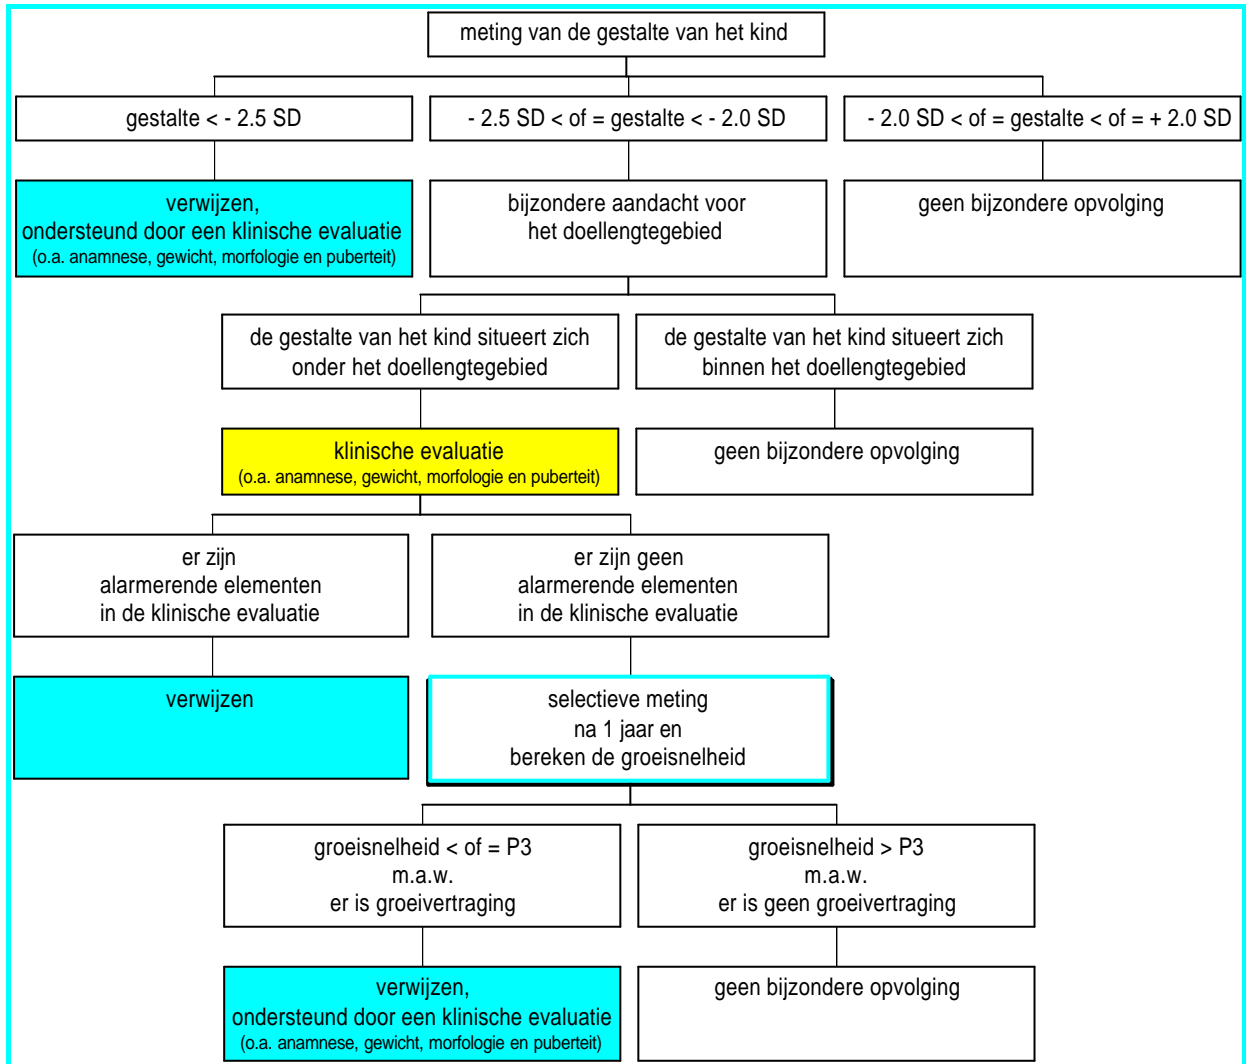 meting van de gestalte van het kind
gestalte < - 2.5 SD
- 2.5 SD < of = gestalte < - 2.0 SD
- 2.0 SD < of = gestalte < of = + 2.0 SD
verwijzen,
ondersteund door een klinische evaluatie
(o.a. anamnese, gewicht, morfologie en puberteit)
bijzondere aandacht voor
het doellengtegebied
geen bijzondere opvolging
de gestalte van het kind situeert zich
onder het doellengtegebied
de gestalte van het kind situeert zich
binnen het doellengtegebied
klinische evaluatie
(o.a. anamnese, gewicht, morfologie en puberteit)
geen bijzondere opvolging
er zijn
alarmerende elementen
in de klinische evaluatie
er zijn geen
alarmerende elementen
in de klinische evaluatie
verwijzen
selectieve meting
na 1 jaar en
bereken de groeisnelheid
groeisnelheid < of = P3
m.a.w.
er is groeivertraging
groeisnelheid > P3
m.a.w.
er is geen groeivertraging
verwijzen,
ondersteund door een klinische evaluatie
(o.a. anamnese, gewicht, morfologie en puberteit)
geen bijzondere opvolging